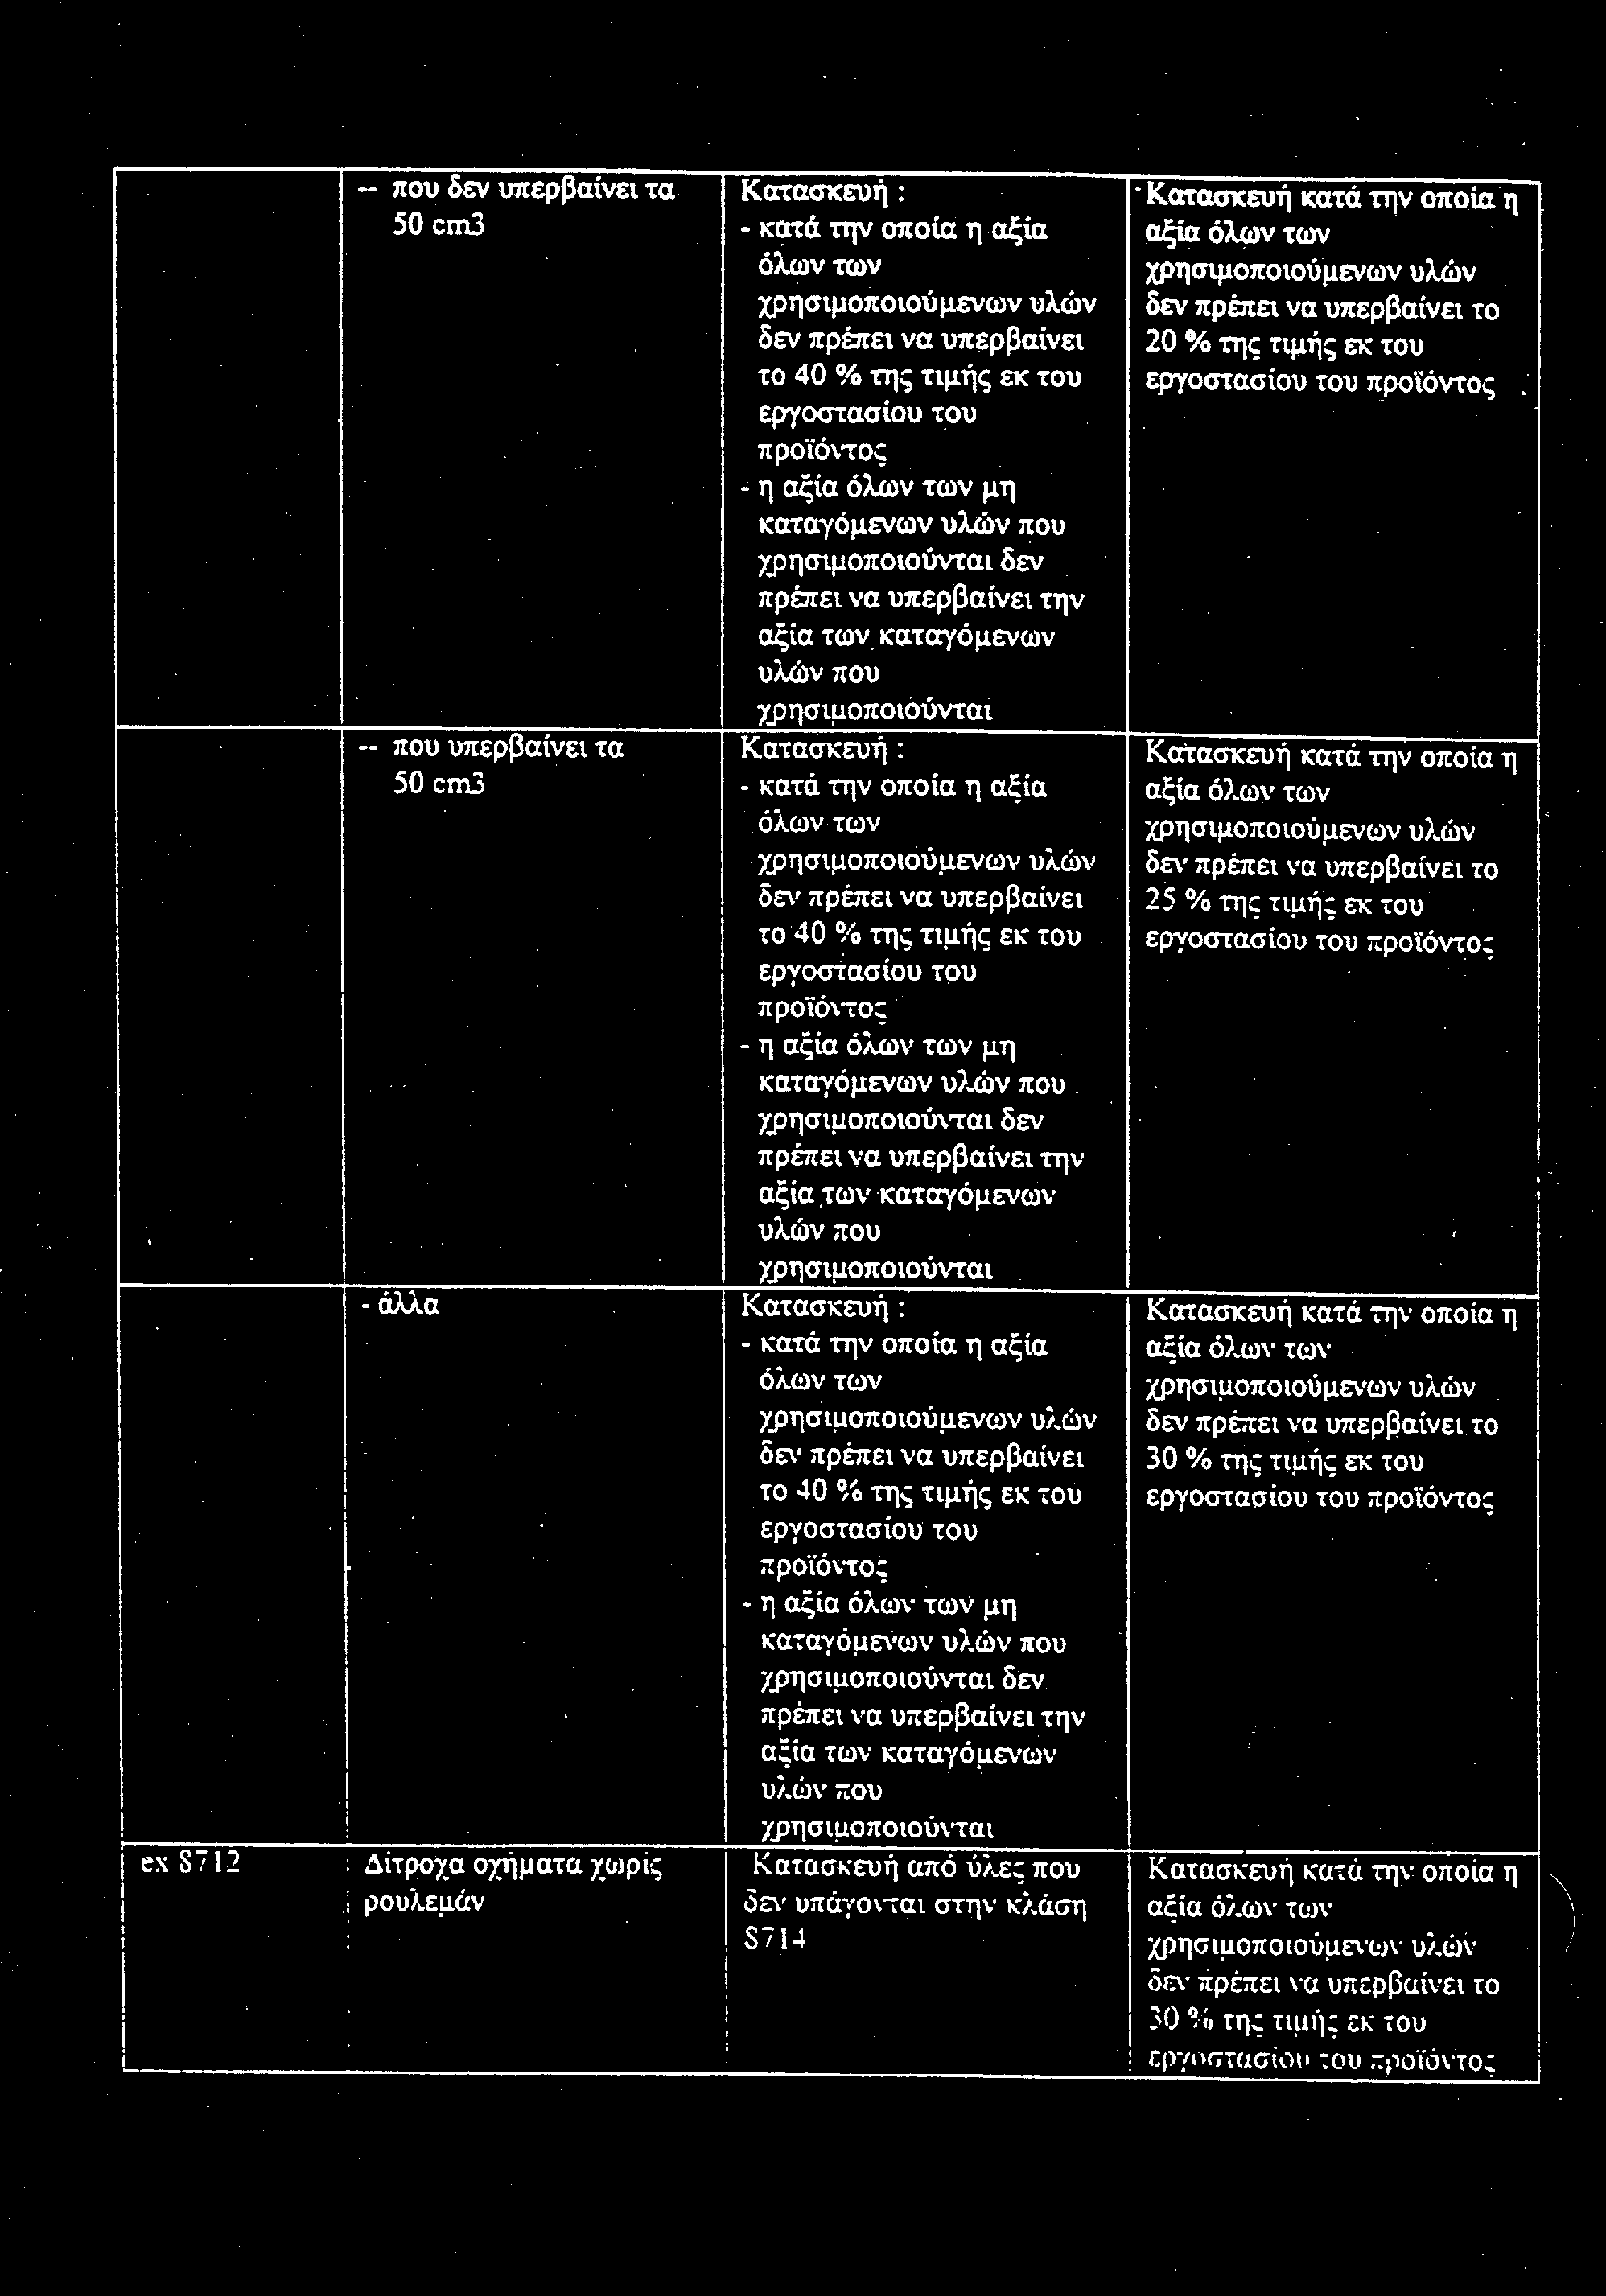 -- που δεν υπερβαίνει τα
50 cm3
Κατασκευή :
- κατά την οποία η αξία
όλων των
χρησιμοποιούμενων υλών
δεν πρέπει να υπερβαίνει
το 40 % της τιμής εκ του
εργοστασίου του
προϊόντος
- η αξία όλων των μη
καταγόμενων υλών που
χρησιμοποιούνται δεν
πρέπει να υπερβαίνει την
αξία των καταγόμενων
υλών που
χρησιμοποιούνται
Κατασκευή κατά την οποία η
αξία όλων των
χρησιμοποιούμενων υλών
δεν πρέπει να υπερβαίνει το
20 % της τιμής εκ του
εργοστασίου του προϊόντος
-- που υπερβαίνει τα
50 cm3
Κατασκευή :
- κατά την οποία η αξία
όλων των
χρησιμοποιούμενων υλών
δεν πρέπει να υπερβαίνει
το 40 % της τιμής εκ του
εργοστασίου του
προϊόντος
- η αξία όλων των μη
καταγόμενων υλών που
χρησιμοποιούνται δεν
πρέπει να υπερβαίνει την
αξία των καταγόμενων
υλών που
χρησιμοποιούνται
Κατασκευή κατά την οποία η
αξία όλων των
χρησιμοποιούμενων υλών
δεν πρέπει να υπερβαίνει το
25 % της τιμής εκ του
εργοστασίου του προϊόντος
- άλλα
Κατασκευή :
- κατά την οποία η αξία
όλων των
χρησιμοποιούμενων υλών
δεν πρέπει να υπερβαίνει
το 40 % της τιμής εκ του
εργοστασίου του
προϊόντος
- η αξία όλων των μη
καταγόμενων υλών που
χρησιμοποιούνται δεν
πρέπει να υπερβαίνει την
αξία των καταγόμενων
υλών που
χρησιμοποιούνται
Κατασκευή κατά την οποία η
αξία όλων των
χρησιμοποιούμενων υλών
δεν πρέπει να υπερβαίνει το
30 % της τιμής εκ του
εργοστασίου του προϊόντος
ex 8712
Δίτροχα οχήματα χωρίς
ρουλεμάν
Κατασκευή από ύλες που
δεν υπάγονται στην κλάση
8714
Κατασκευή κατά την οποία η
αξία όλων των
χρησιμοποιούμενων υλών
δεν πρέπει να υπερβαίνει το
30 % της τιμής εκ του
εργοστασίου του προϊόντος